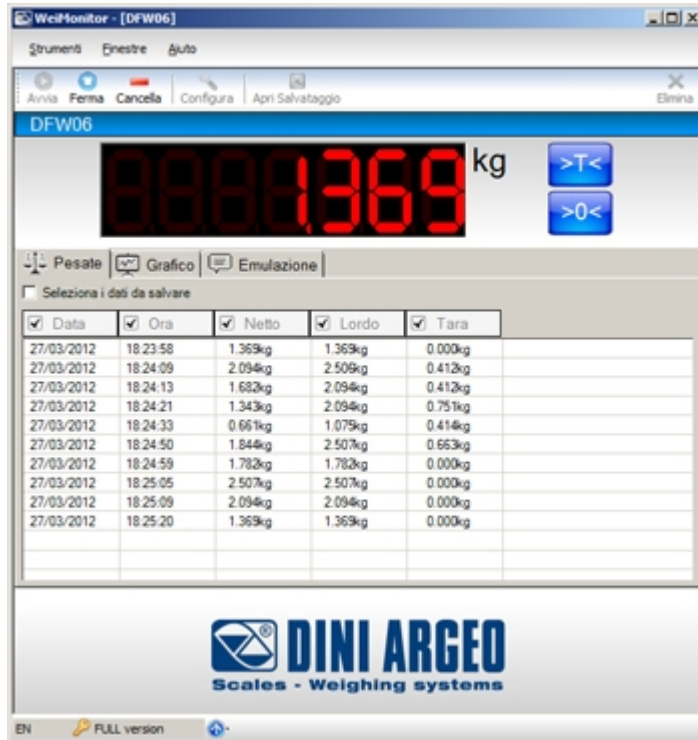 WeiMonitor - [DFW06]
Strumenti Finestre Aiuto
Avvia Ferma Cancella Configura Apri Salvataggio Elimina
DFW06
1.369 kg >T<
>0<
Pesate Grafico Emulazione
Seleziona i dati da salvare
Data Ora Netto Lordo Tara
27/03/2012 18:23:58 1.369kg 1.369kg 0.000kg
27/03/2012 18:24:09 2.094kg 2.506kg 0.412kg
27/03/2012 18:24:13 1.682kg 2.094kg 0.412kg
27/03/2012 18:24:21 1.343kg 2.094kg 0.751kg
27/03/2012 18:24:33 0.661kg 1.075kg 0.414kg
27/03/2012 18:24:50 1.844kg 2.507kg 0.663kg
27/03/2012 18:24:59 1.782kg 1.782kg 0.000kg
27/03/2012 18:25:05 2.507kg 2.507kg 0.000kg
27/03/2012 18:25:09 2.094kg 2.094kg 0.000kg
27/03/2012 18:25:20 1.369kg 1.369kg 0.000kg
® DINI ARGEO
Scales - Weighing systems
EN FULL version